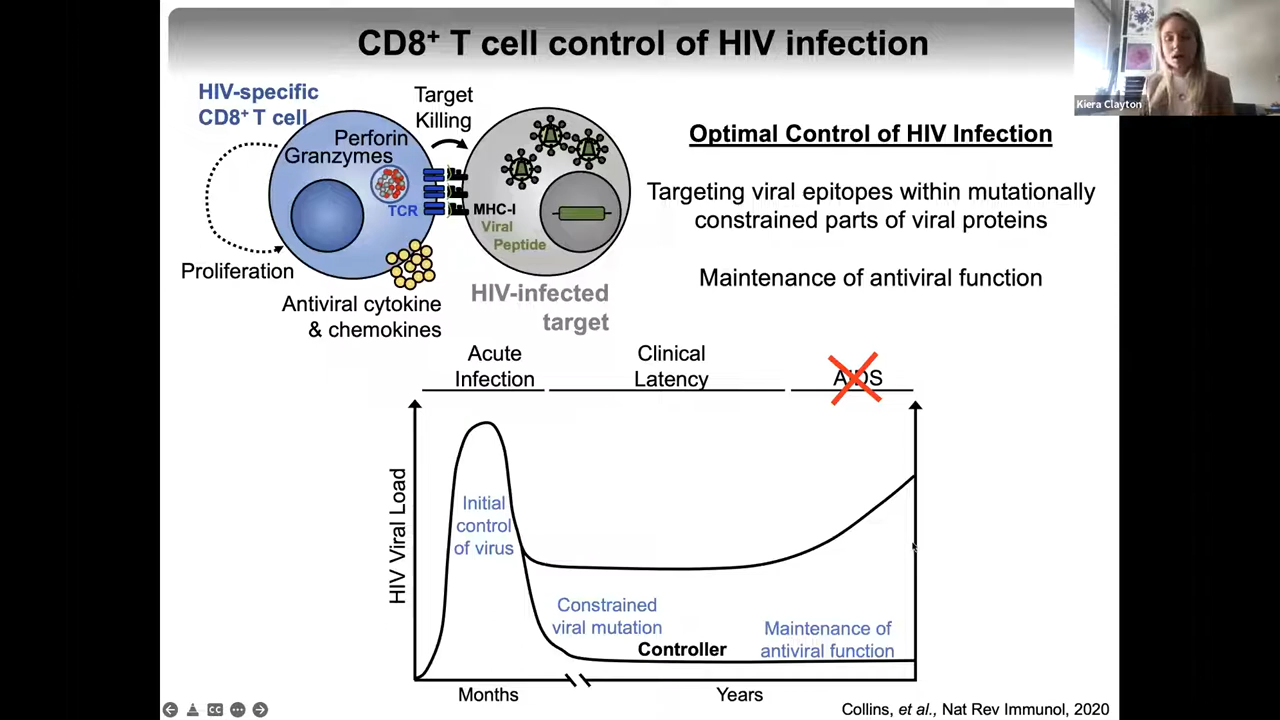 CD8⁺ T cell control of HIV infection
Kiera Clayton
HIV-specific
CD8⁺ T cell
Target
Killing
Perforin
Granzymes
TCR
MHC-I
Viral
Peptide
Proliferation
Antiviral cytokine
& chemokines
HIV-infected
target
Optimal Control of HIV Infection
Targeting viral epitopes within mutationally
constrained parts of viral proteins
Maintenance of antiviral function
Acute
Infection
Clinical
Latency
AIDS
HIV Viral Load
Initial
control
of virus
Constrained
viral mutation
Controller
Maintenance of
antiviral function
Months
Years
CC
Collins, et al., Nat Rev Immunol, 2020